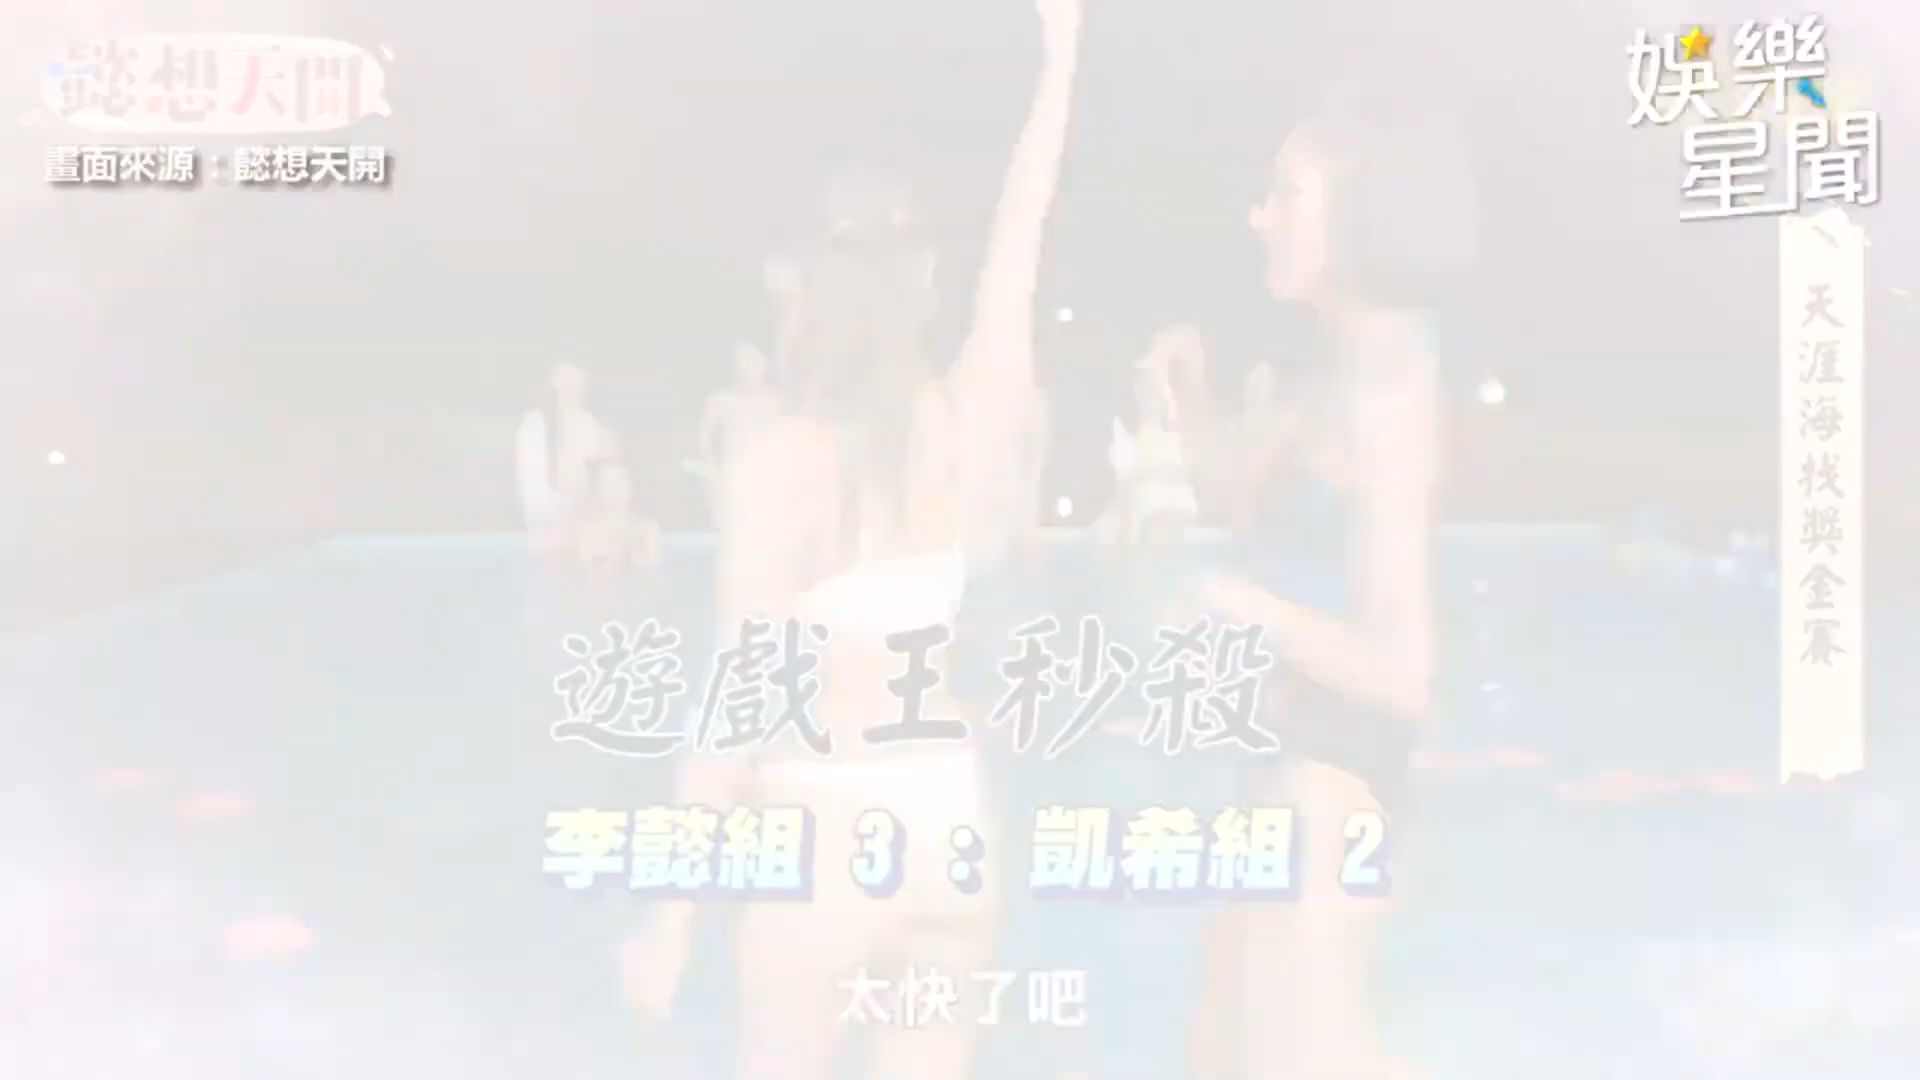 懿想天開
畫面來源：懿想天開
娛樂
星聞
天涯海找獎金賽
遊戲王秒殺
李懿組 3：凱希組 2
太快了吧